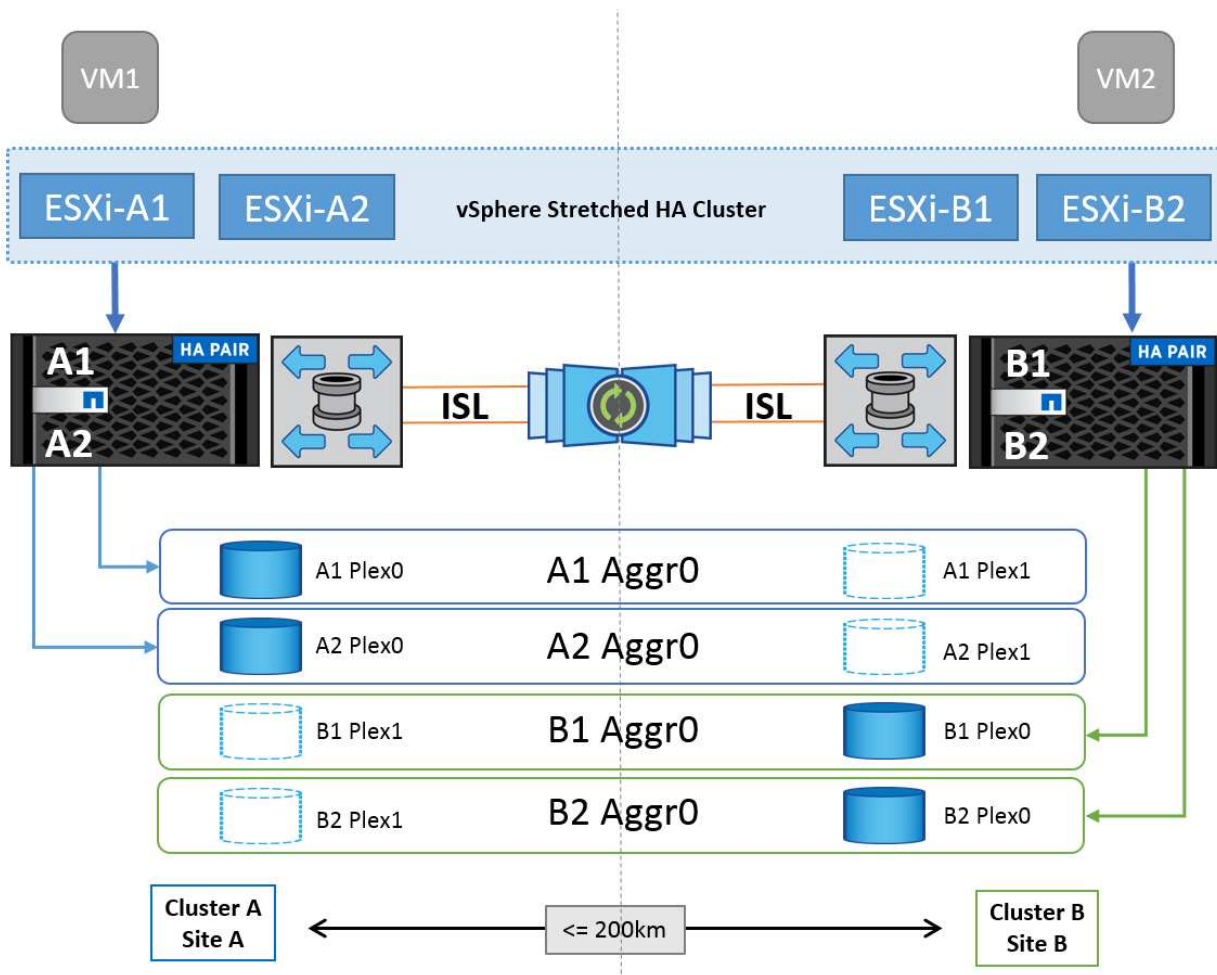 VM1
VM2
ESXi-A1
ESXi-A2
vSphere Stretched HA Cluster
ESXi-B1
ESXi-B2
A1
HA PAIR
A2
ISL
ISL
B1
HA PAIR
B2
A1 Plex0
A1 Aggr0
A1 Plex1
A2 Plex0
A2 Aggr0
A2 Plex1
B1 Plex1
B1 Aggr0
B1 Plex0
B2 Plex1
B2 Aggr0
B2 Plex0
Cluster A
Site A
<= 200km
Cluster B
Site B